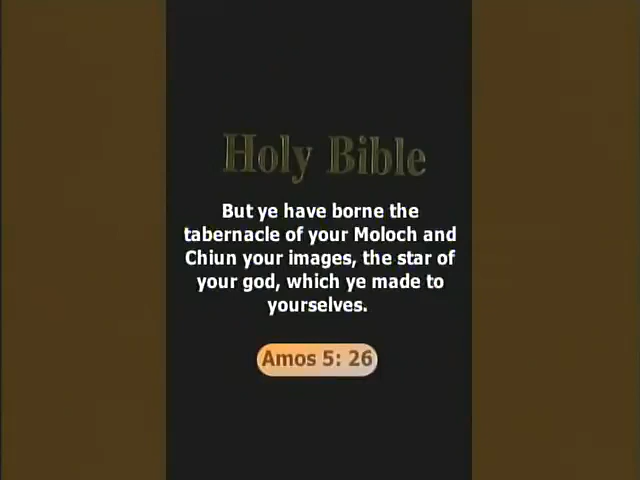 Holy Bible
But ye have borne the
tabernacle of your Moloch and
Chiun your images, the star of
your god, which ye made to
yourselves.
Amos 5: 26